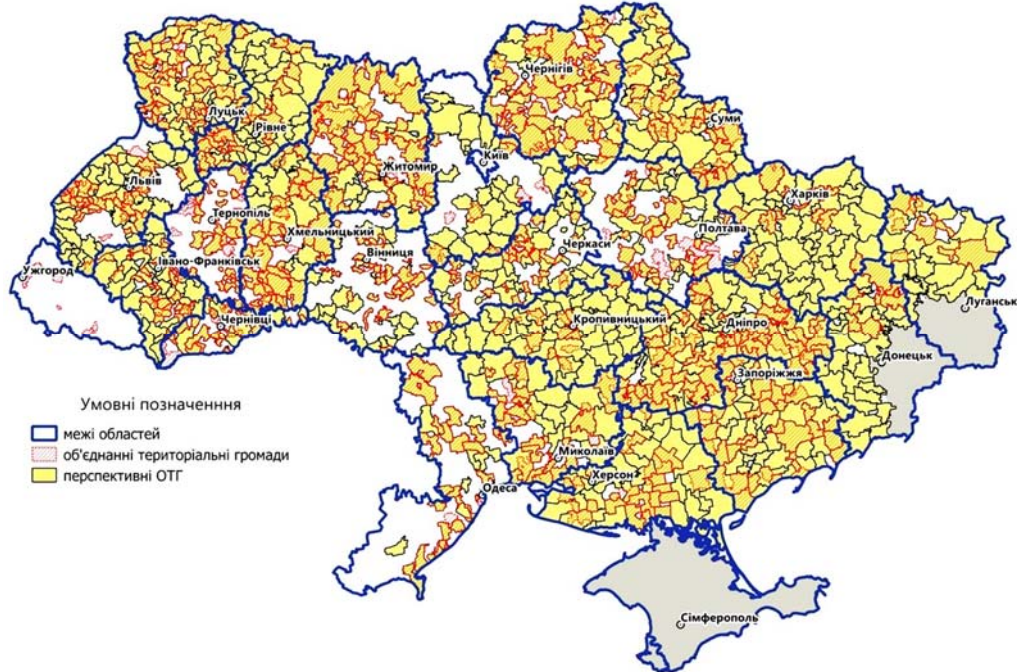 Чернігів
Луцьк
Рівне
Суми
Київ
Житомир
Львів
Харків
Тернопіль
Хмельницький
Полтава
Вінниця
Черкаси
Івано-Франківськ
Ужгород
Луганськ
Чернівці
Кропивницький
Дніпро
Донецьк
Запоріжжя
Умовні позначенння
межі областей
об'єднанні територіальні громади
перспективні ОТГ
Миколаїв
Херсон
Одеса
Сімферополь